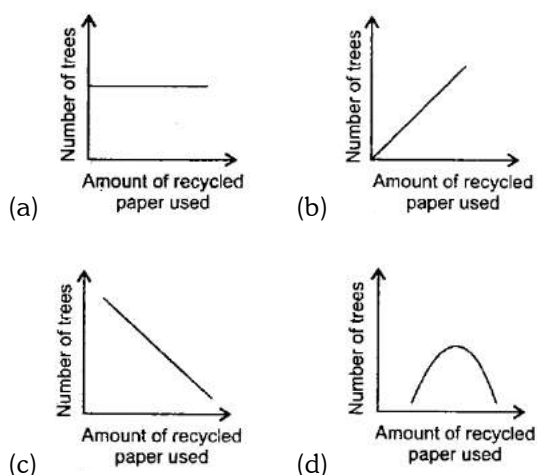 Number of trees
Amount of recycled
paper used
(a)
Number of trees
Amount of recycled
paper used
(b)
Number of trees
Amount of recycled
paper used
(c)
Number of trees
Amount of recycled
paper used
(d)